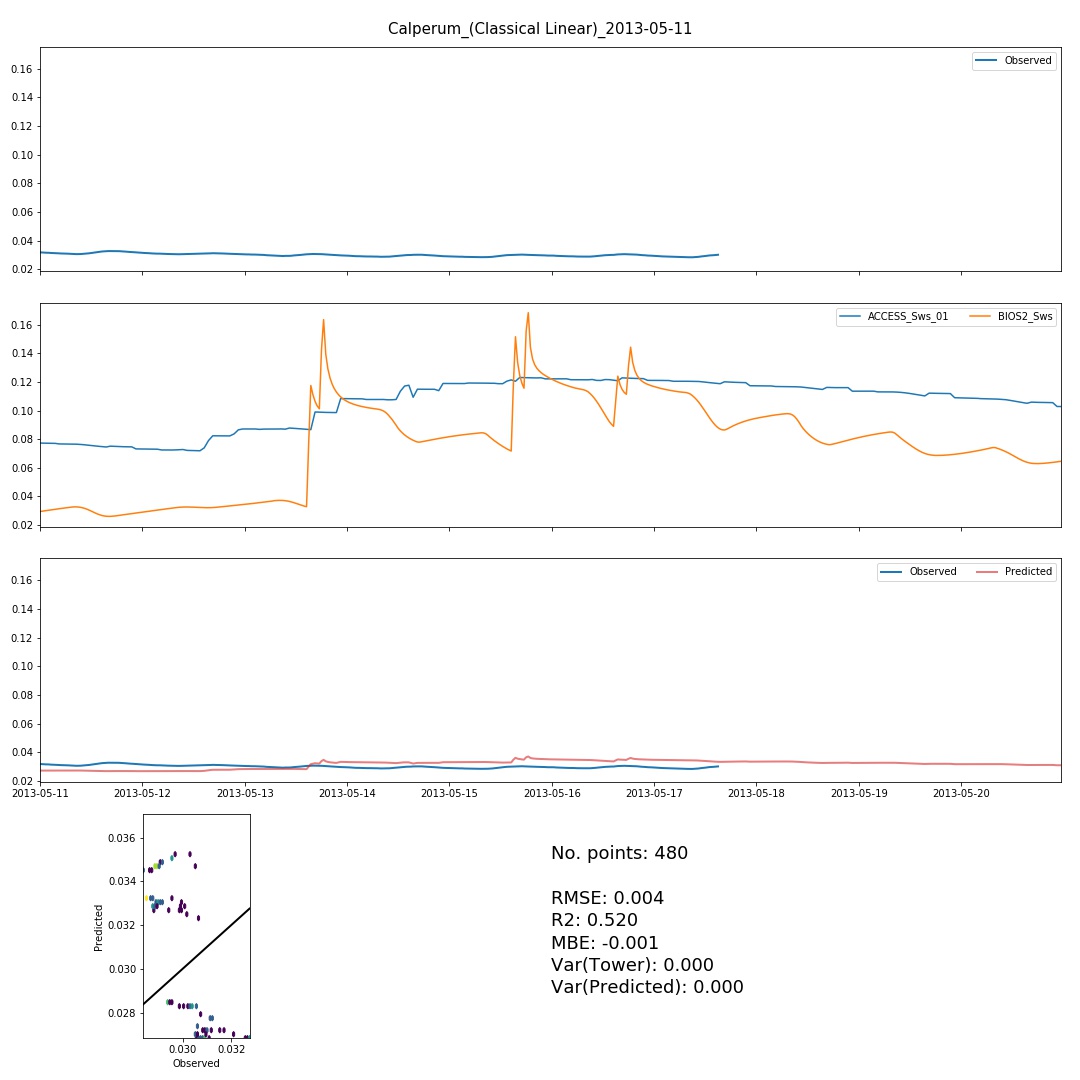 Calperum_(Classical Linear)_2013-05-11
Observed
0.16
0.14
0.12
0.10
0.08
0.06
0.04
0.02
ACCESS_Sws_01 BIOS2_Sws
0.16
0.14
0.12
0.10
0.08
0.06
0.04
0.02
Observed Predicted
0.16
0.14
0.12
0.10
0.08
0.06
0.04
0.02
2013-05-11 2013-05-12 2013-05-13 2013-05-14 2013-05-15 2013-05-16 2013-05-17 2013-05-18 2013-05-19 2013-05-20
0.036
0.034
0.032
0.030
0.028
Predicted
0.030 0.032
Observed
No. points: 480
RMSE: 0.004
R2: 0.520
MBE: -0.001
Var(Tower): 0.000
Var(Predicted): 0.000